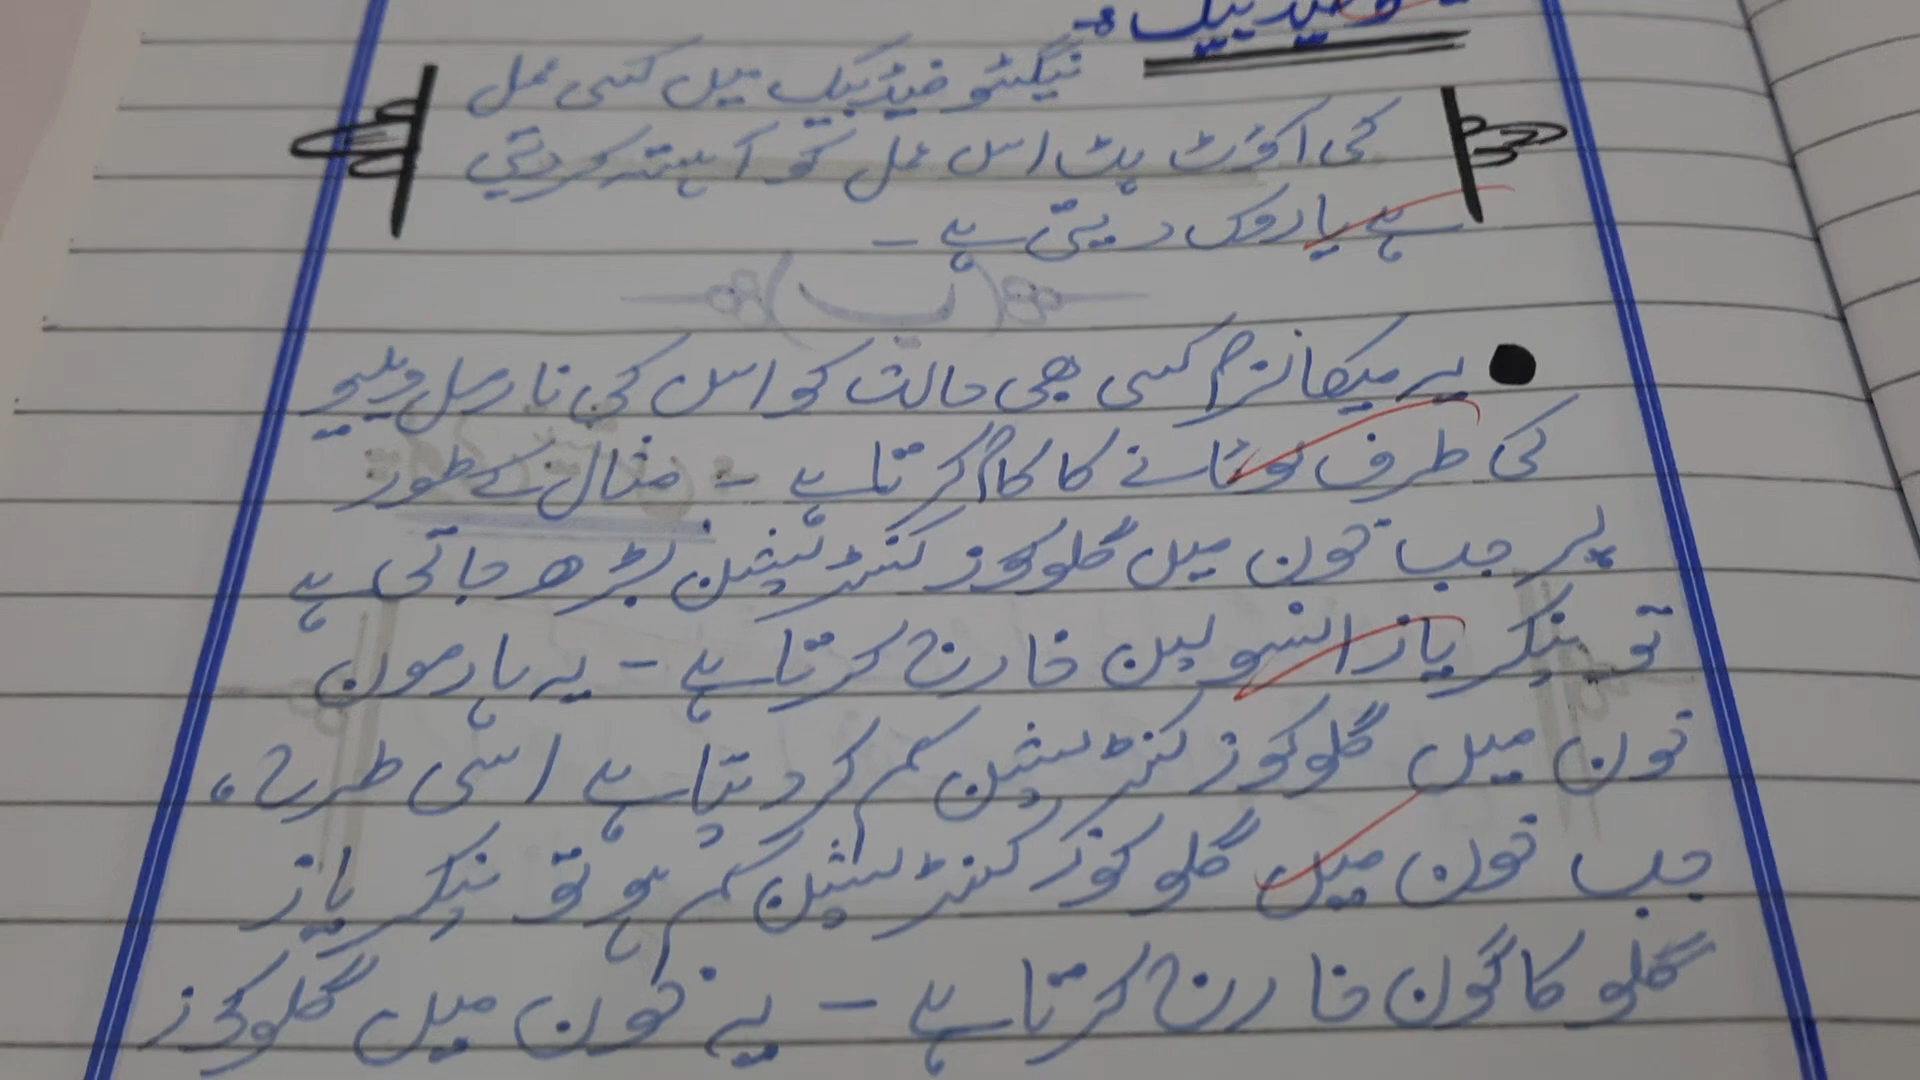 فیڈ بیک :-
نیگیٹو فیڈ بیک میں کسی عمل
کی آؤٹ پٹ اس عمل کو آہستہ کر دیتی
ہے یا روک دیتی ہے ۔
( ب )
یہ میکانزم کسی بھی حالت کو اس کی نارمل ویلیو
کی طرف لوٹانے کا کام کرتا ہے ۔ مثال کے طور
پر جب خون میں گلوکوز کنسنٹریشن بڑھ جاتی ہے
تو پنکریاز انسولین خارج کرتا ہے ۔ یہ ہارمون
خون میں گلوکوز کنسنٹریشن کم کر دیتا ہے اسی طرح ،
جب خون میں گلوکوز کنسنٹریشن کم ہو تو پنکریاز
گلوکاگون خارج کرتا ہے ۔ یہ خون میں گلوکوز